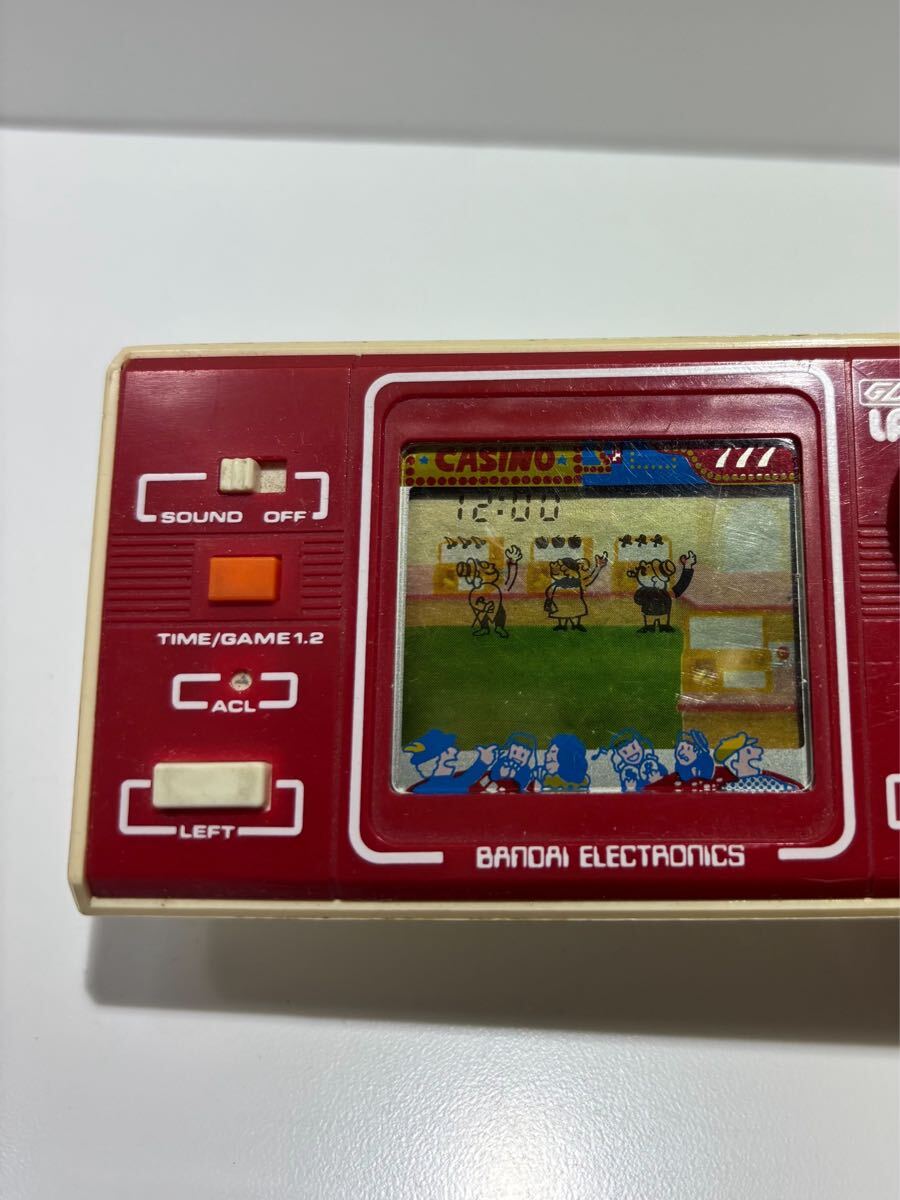 CASINO 777
12:00
SOUND OFF
TIME/GAME 1.2
ACL
LEFT
BANDAI ELECTRONICS